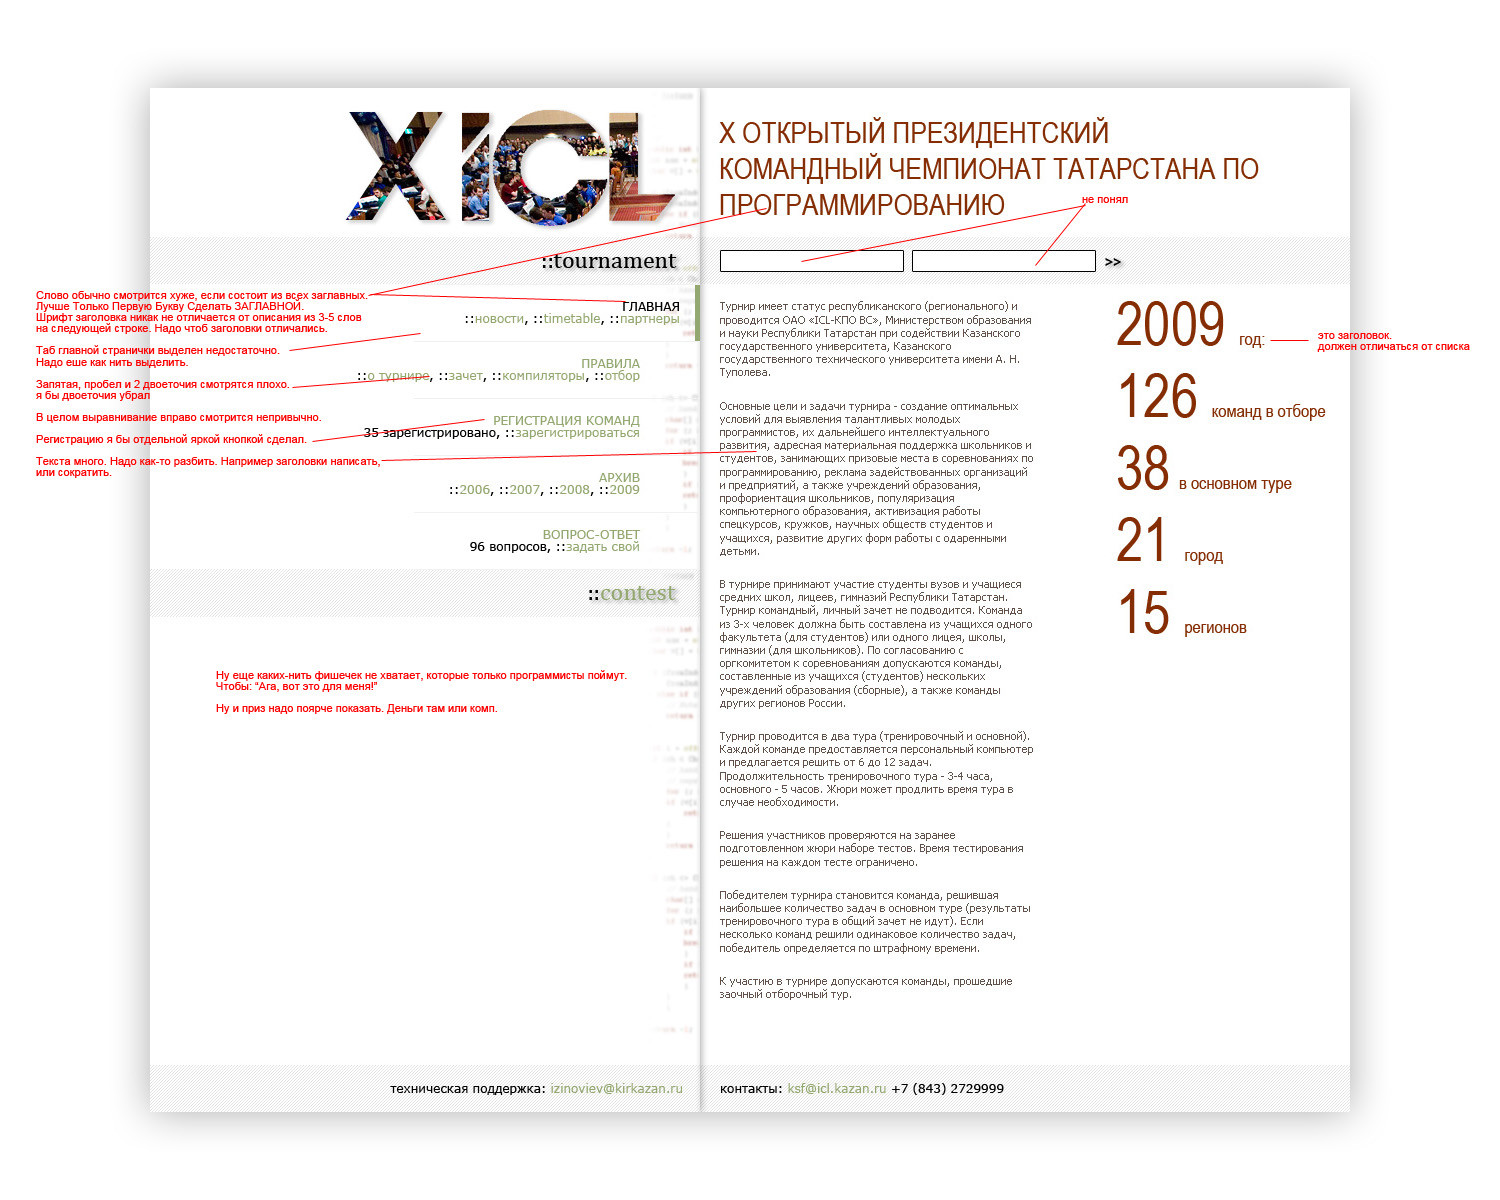 X ICL
X ОТКРЫТЫЙ ПРЕЗИДЕНТСКИЙ
КОМАНДНЫЙ ЧЕМПИОНАТ ТАТАРСТАНА ПО
ПРОГРАММИРОВАНИЮ
не понял
::tournament
>>
Слово обычно смотрится хуже, если состоит из всех заглавных.
Лучше Только Первую Букву Сделать ЗАГЛАВНОЙ.
Шрифт заголовка никак не отличается от описания из 3-5 слов
на следующей строке. Надо чтоб заголовки отличались.
Таб главной странички выделен недостаточно.
Надо еше как нить выделить.
Запятая, пробел и 2 двоеточия смотрятся плохо.
я бы двоеточия убрал
В целом выравнивание вправо смотрится непривычно.
Регистрацию я бы отдельной яркой кнопкой сделал.
Текста много. Надо как-то разбить. Например заголовки написать,
или сократить.
ГЛАВНАЯ
::новости, ::timetable, ::партнеры
ПРАВИЛА
::о турнире, ::зачет, ::компиляторы, ::отбор
РЕГИСТРАЦИЯ КОМАНД
35 зарегистрировано, ::зарегистрироваться
АРХИВ
::2006, ::2007, ::2008, ::2009
ВОПРОС-ОТВЕТ
96 вопросов, ::задать свой
::contest
Ну еще каких-нить фишечек не хватает, которые только программисты поймут.
Чтобы: “Ага, вот это для меня!”
Ну и приз надо поярче показать. Деньги там или комп.
Турнир имеет статус республиканского (регионального) и
проводится ОАО «ICL-КПО ВС», Министерством образования
и науки Республики Татарстан при содействии Казанского
государственного университета, Казанского
государственного технического университета имени А. Н.
Туполева.
Основные цели и задачи турнира - создание оптимальных
условий для выявления талантливых молодых
программистов, их дальнейшего интеллектуального
развития, адресная материальная поддержка школьников и
студентов, занимающих призовые места в соревнованиях по
программированию, реклама задействованных организаций
и предприятий, а также учреждений образования,
профориентация школьников, популяризация
компьютерного образования, активизация работы
спецкурсов, кружков, научных обществ студентов и
учащихся, развитие других форм работы с одаренными
детьми.
В турнире принимают участие студенты вузов и учащиеся
средних школ, лицеев, гимназий Республики Татарстан.
Турнир командный, личный зачет не подводится. Команда
из 3-х человек должна быть составлена из учащихся одного
факультета (для студентов) или одного лицея, школы,
гимназии (для школьников). По согласованию с
оргкомитетом к соревнованиям допускаются команды,
составленные из учащихся (студентов) нескольких
учреждений образования (сборные), а также команды
других регионов России.
Турнир проводится в два тура (тренировочный и основной).
Каждой команде предоставляется персональный компьютер
и предлагается решить от 6 до 12 задач.
Продолжительность тренировочного тура - 3-4 часа,
основного - 5 часов. Жюри может продлить время тура в
случае необходимости.
Решения участников проверяются на заранее
подготовленном жюри наборе тестов. Время тестирования
решения на каждом тесте ограничено.
Победителем турнира становится команда, решившая
наибольшее количество задач в основном туре (результаты
тренировочного тура в общий зачет не идут). Если
несколько команд решили одинаковое количество задач,
победитель определяется по штрафному времени.
К участию в турнире допускаются команды, прошедшие
заочный отборочный тур.
2009 год:
126 команд в отборе
38 в основном туре
21 город
15 регионов
это заголовок.
должен отличаться от списка
техническая поддержка: izinoviev@kirkazan.ru
контакты: ksf@icl.kazan.ru +7 (843) 2729999